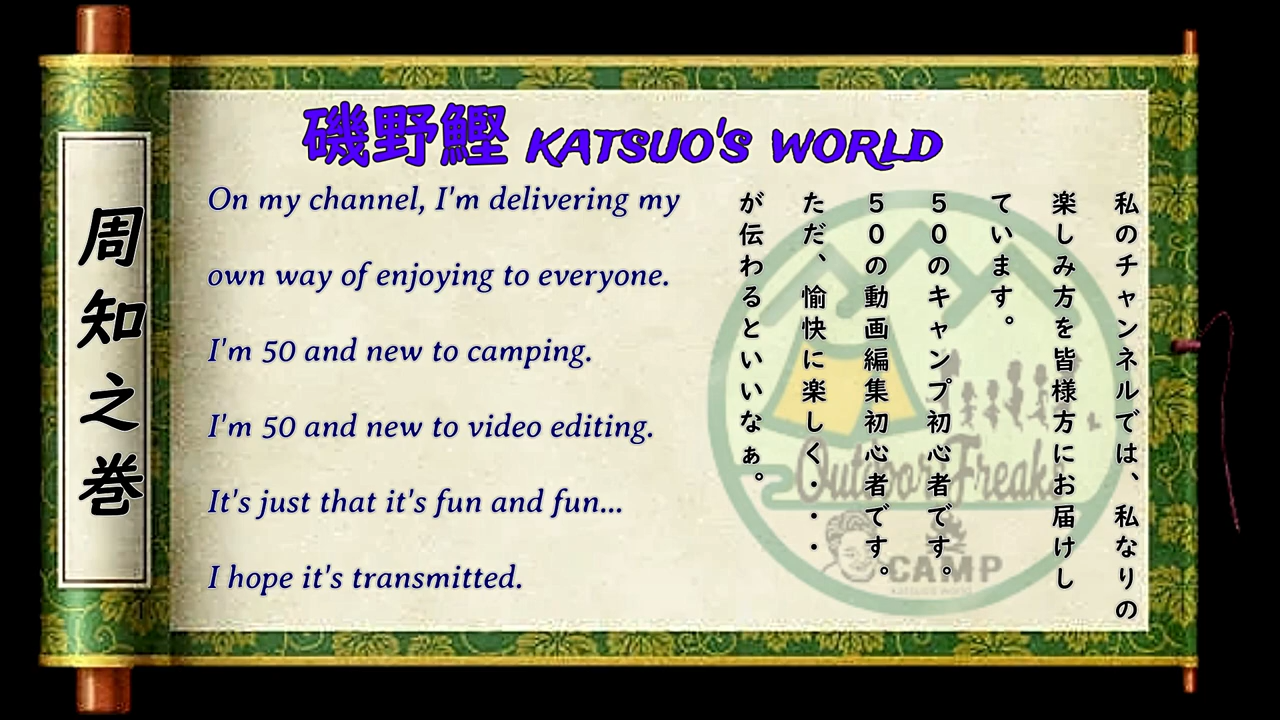 磯野鰹 KATSUO'S WORLD
周知之巻
On my channel, I'm delivering my
own way of enjoying to everyone.
I'm 50 and new to camping.
I'm 50 and new to video editing.
It's just that it's fun and fun...
I hope it's transmitted.
私のチャンネルでは、私なりの
楽しみ方を皆様方にお届けし
ています。
50のキャンプ初心者です。
50の動画編集初心者です。
ただ、愉快に楽しく・・・
が伝わるといいなぁ。
Outdoor Freaks
CAMP
KATSUO'S WORLD